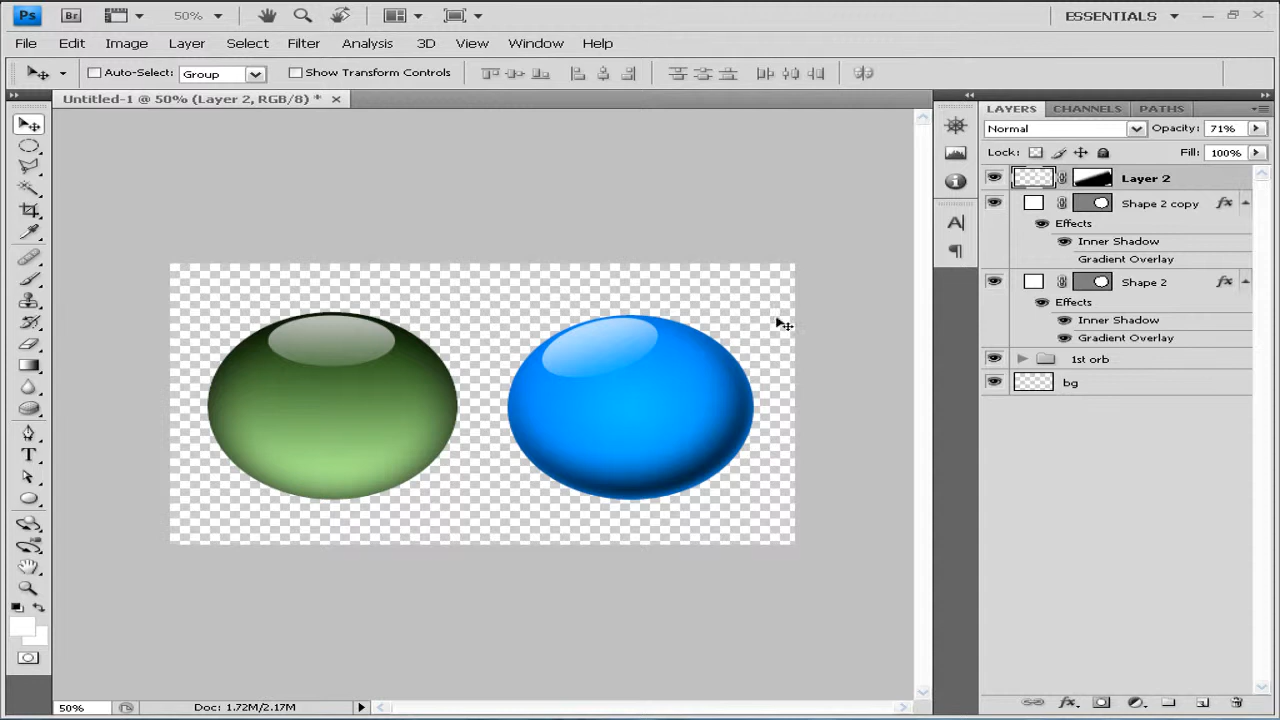 Ps Br 50% ESSENTIALS
File Edit Image Layer Select Filter Analysis 3D View Window Help
Auto-Select: Group Show Transform Controls
Untitled-1 @ 50% (Layer 2, RGB/8) *
LAYERS CHANNELS PATHS
Normal Opacity: 71%
Lock: Fill: 100%
Layer 2
Shape 2 copy fx
Effects
Inner Shadow
Gradient Overlay
Shape 2 fx
Effects
Inner Shadow
Gradient Overlay
1st orb
bg
A
T
50% Doc: 1.72M/2.17M
fx